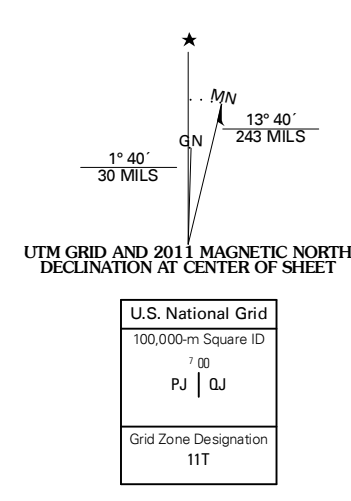 ★
MN
GN
13° 40´
243 MILS
1° 40´
30 MILS
UTM GRID AND 2011 MAGNETIC NORTH
DECLINATION AT CENTER OF SHEET
U.S. National Grid
100,000-m Square ID
7 00
PJ QJ
Grid Zone Designation
11T